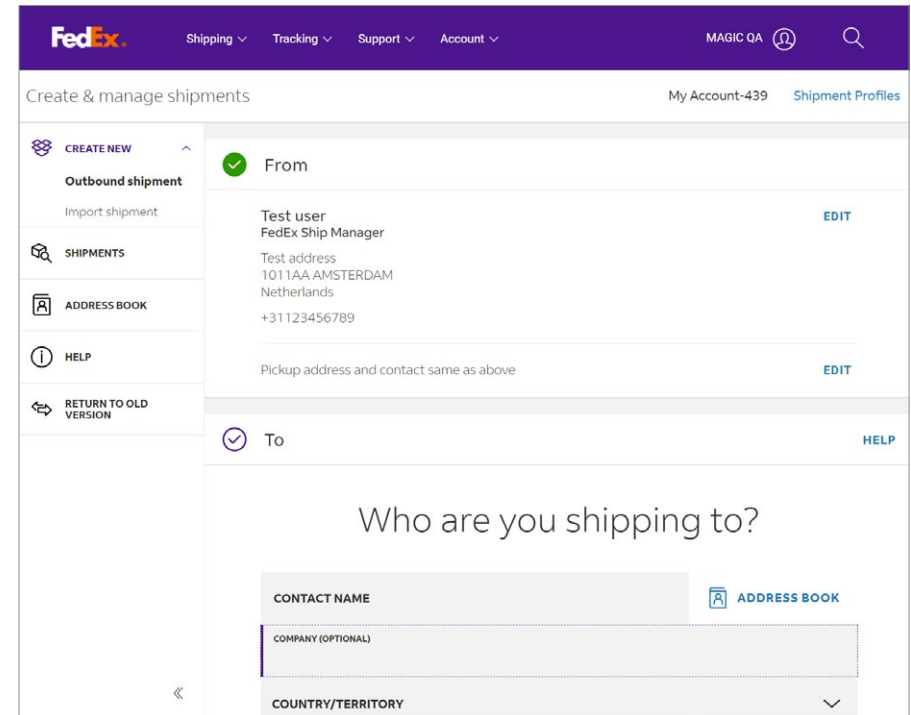 FedEx.
Shipping
Tracking
Support
Account
MAGIC QA
Create & manage shipments
My Account-439
Shipment Profiles
CREATE NEW
Outbound shipment
Import shipment
SHIPMENTS
ADDRESS BOOK
HELP
RETURN TO OLD
VERSION
From
Test user
EDIT
FedEx Ship Manager
Test address
1011AA AMSTERDAM
Netherlands
+31123456789
Pickup address and contact same as above
EDIT
To
HELP
Who are you shipping to?
CONTACT NAME
ADDRESS BOOK
COMPANY (OPTIONAL)
COUNTRY/TERRITORY